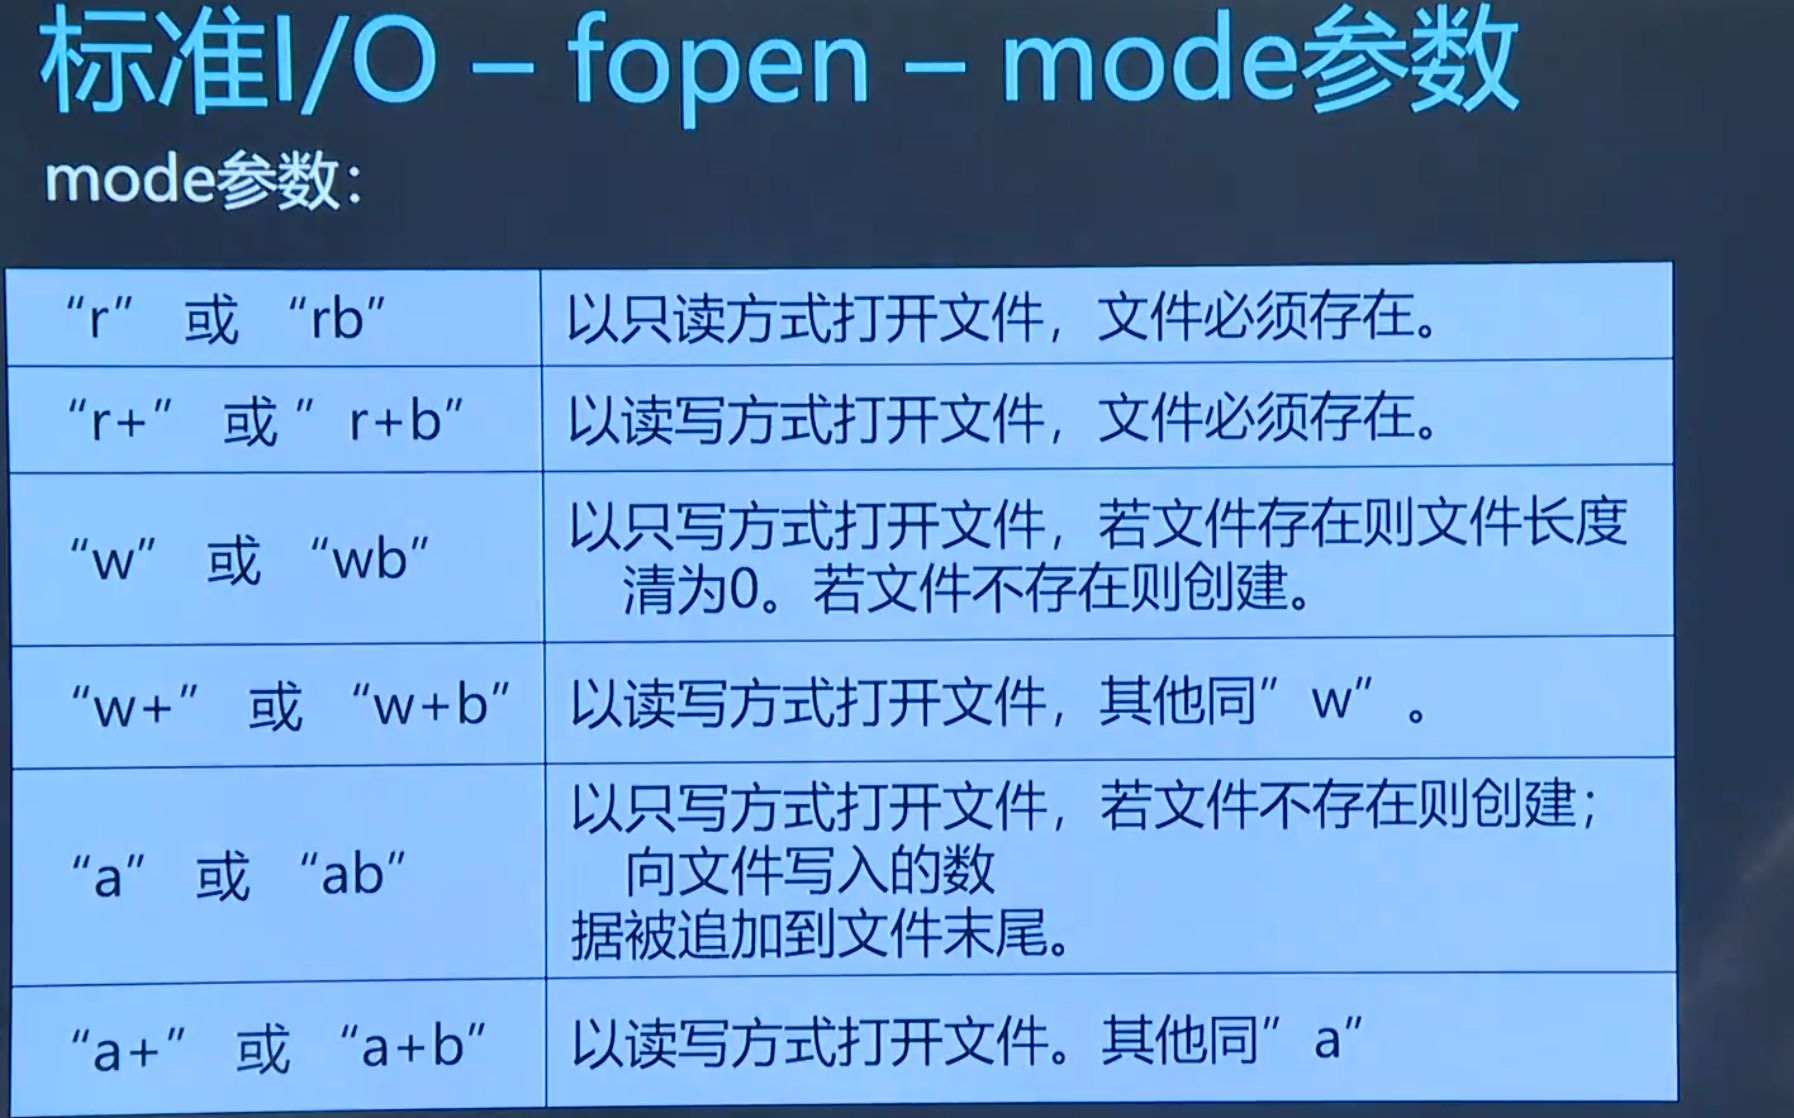 标准I/O – fopen – mode参数
mode参数：
“r” 或 “rb”
以只读方式打开文件，文件必须存在。
“r+” 或 ” r+b”
以读写方式打开文件，文件必须存在。
“w” 或 “wb”
以只写方式打开文件，若文件存在则文件长度
清为0。若文件不存在则创建。
“w+” 或 “w+b”
以读写方式打开文件，其他同” w” 。
“a” 或 “ab”
以只写方式打开文件，若文件不存在则创建；
向文件写入的数
据被追加到文件末尾。
“a+” 或 “a+b”
以读写方式打开文件。其他同” a”